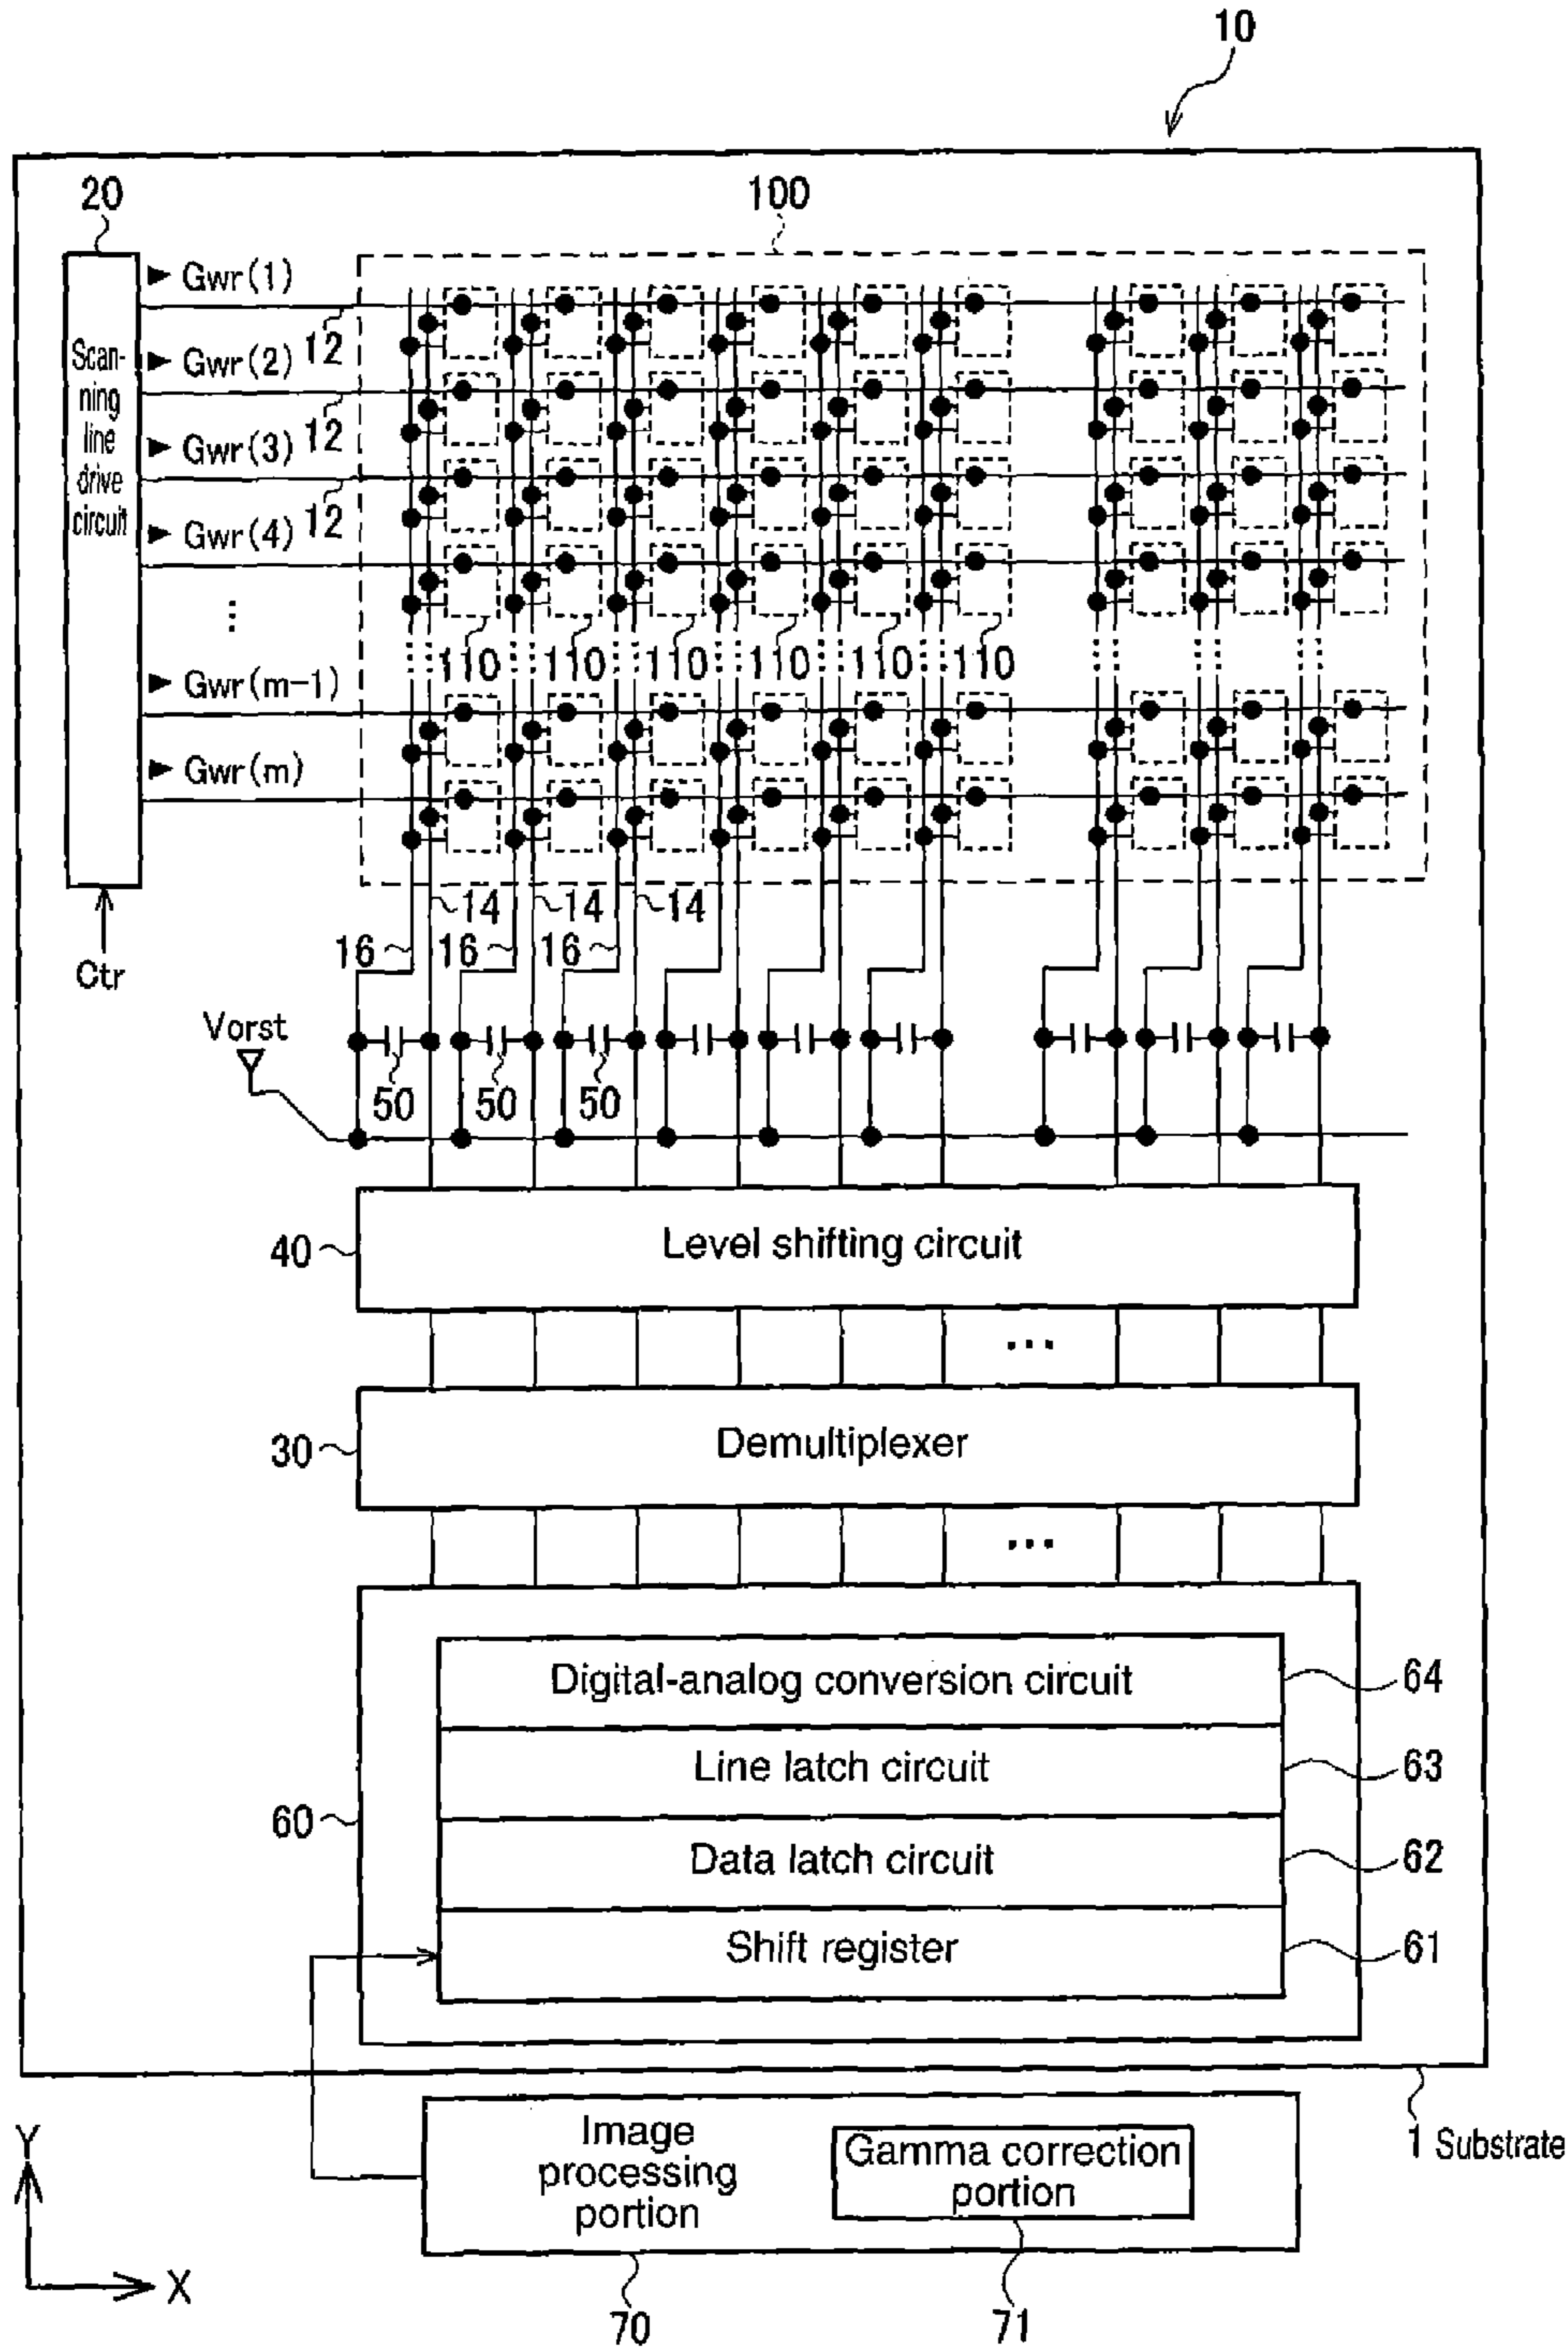 10
20
100
Gwr(1)
12
Scan-
ning
line
drive
circuit
Gwr(2)
12
Gwr(3)
12
Gwr(4)
⋮
110 110 110 110 110 110
Gwr(m-1)
Gwr(m)
14 14 14
16 16 16
Ctr
Vorst
50 50 50
40
Level shifting circuit
...
30
Demultiplexer
...
60
Digital-analog conversion circuit
64
Line latch circuit
63
Data latch circuit
62
Shift register
61
1 Substrate
Image
processing
portion
Gamma correction
portion
70
71
Y
X